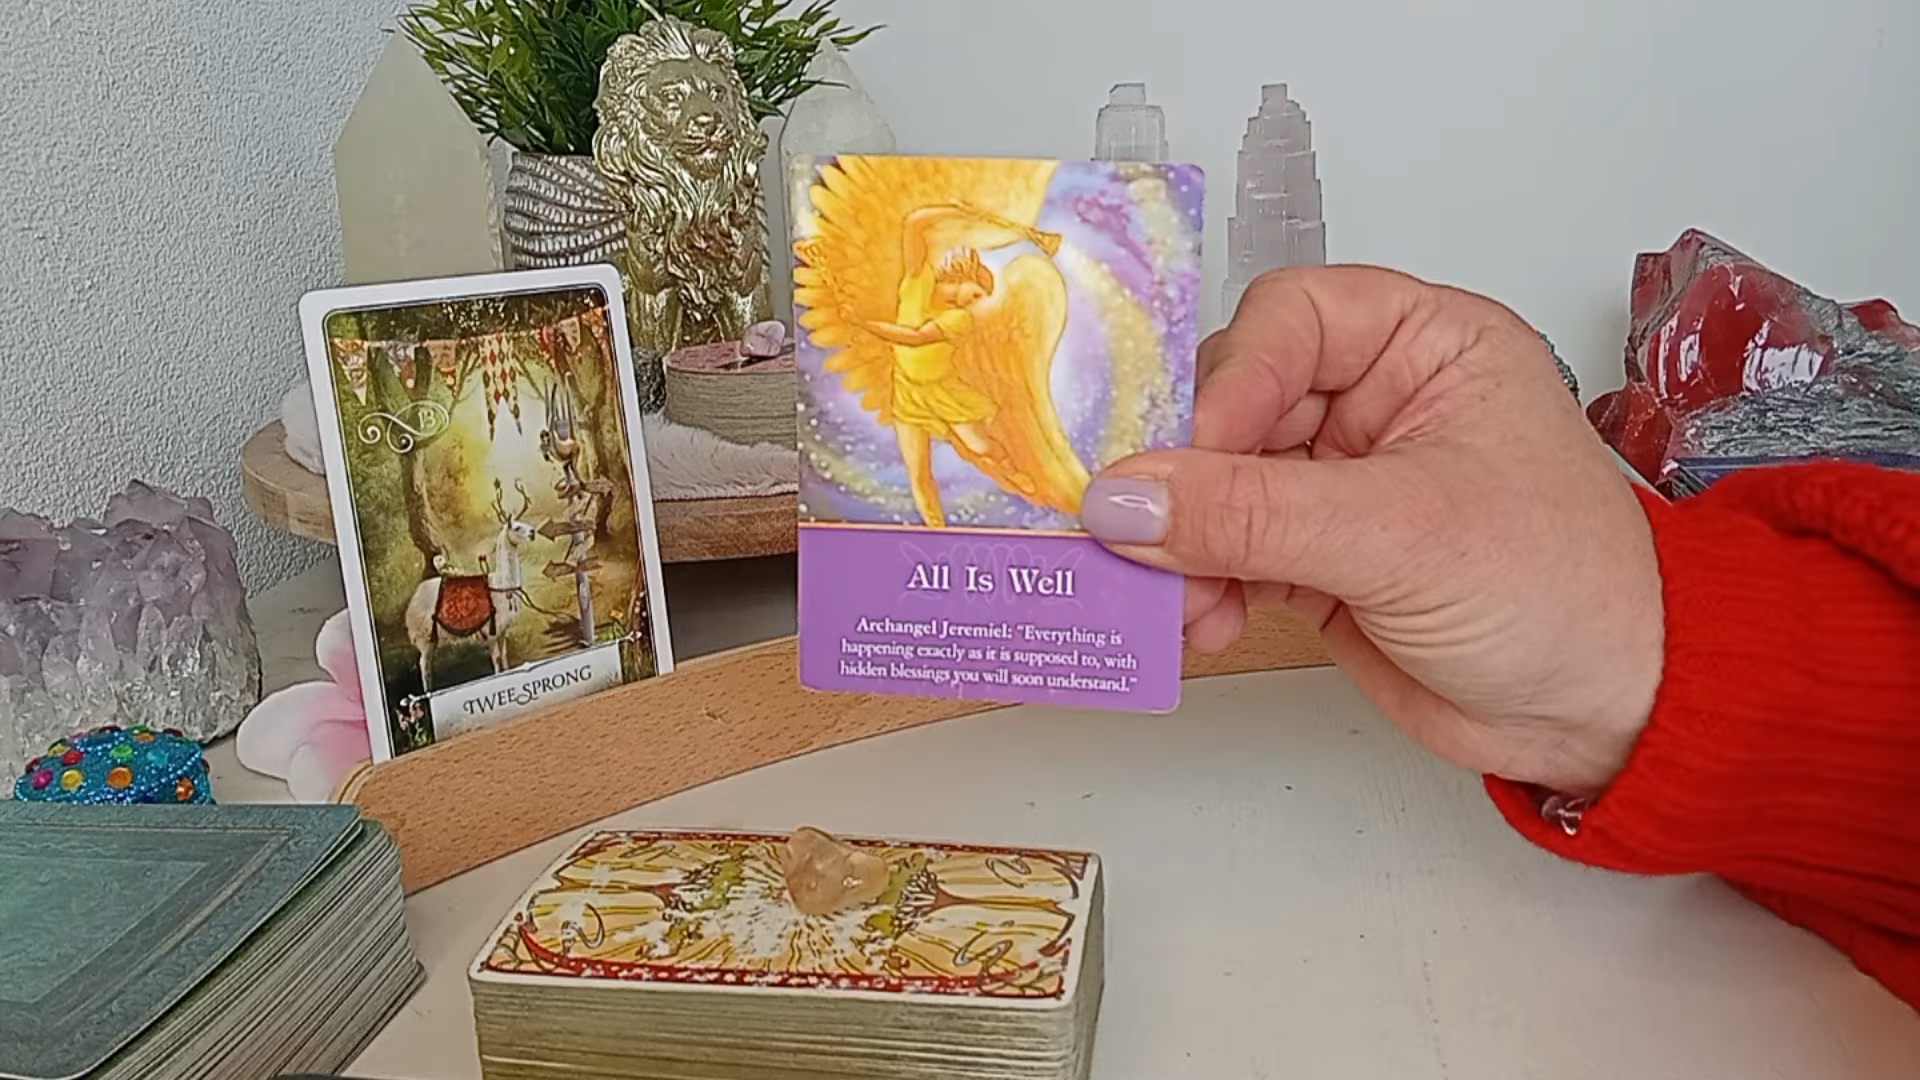 13
TWEESPRONG
All Is Well
Archangel Jeremiel: "Everything is
happening exactly as it is supposed to, with
hidden blessings you will soon understand."